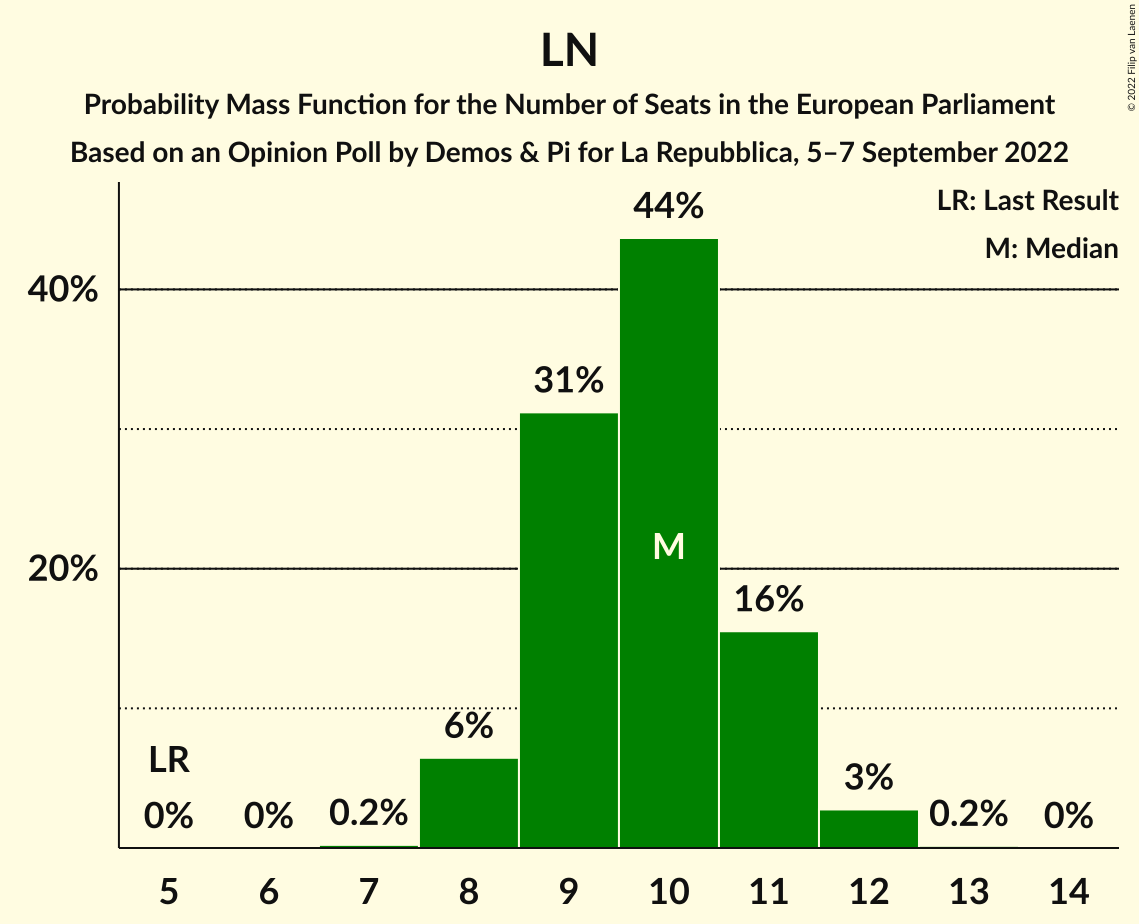 LN
Probability Mass Function for the Number of Seats in the European Parliament
Based on an Opinion Poll by Demos & Pi for La Repubblica, 5–7 September 2022
© 2022 Filip van Laenen
LR: Last Result
M: Median
44%
40%
31%
M
20%
16%
6%
LR
3%
0%
0%
0.2%
0.2%
0%
5 6 7 8 9 10 11 12 13 14